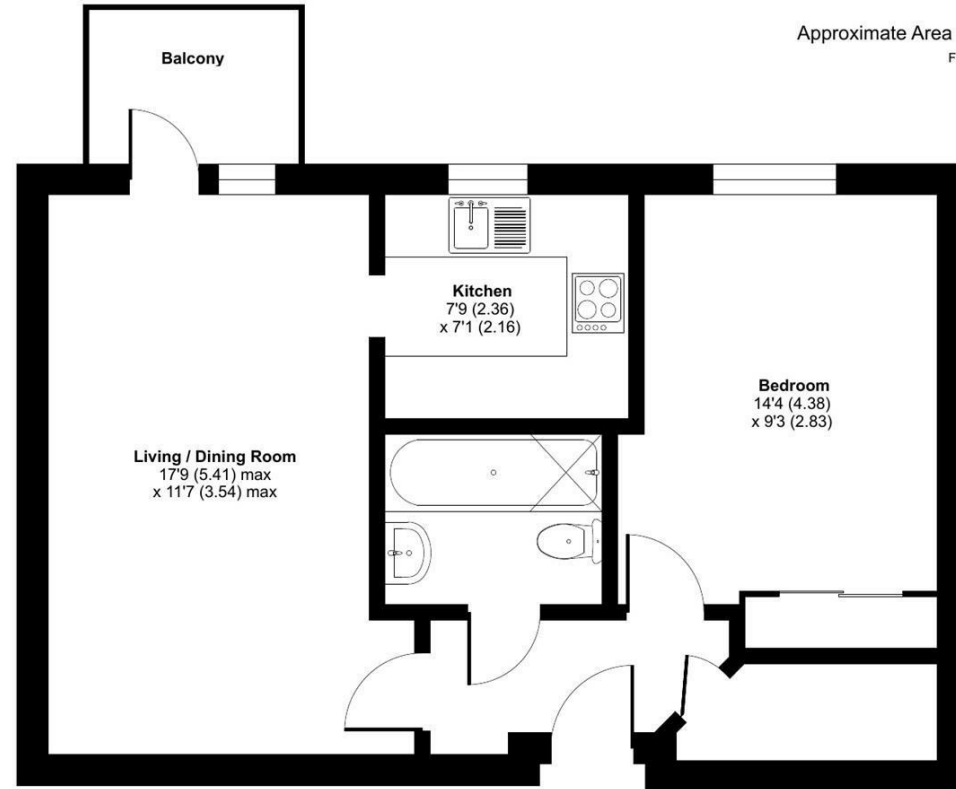 Approximate Area
F
Balcony
Kitchen
7'9 (2.36)
x 7'1 (2.16)
Bedroom
14'4 (4.38)
x 9'3 (2.83)
Living / Dining Room
17'9 (5.41) max
x 11'7 (3.54) max